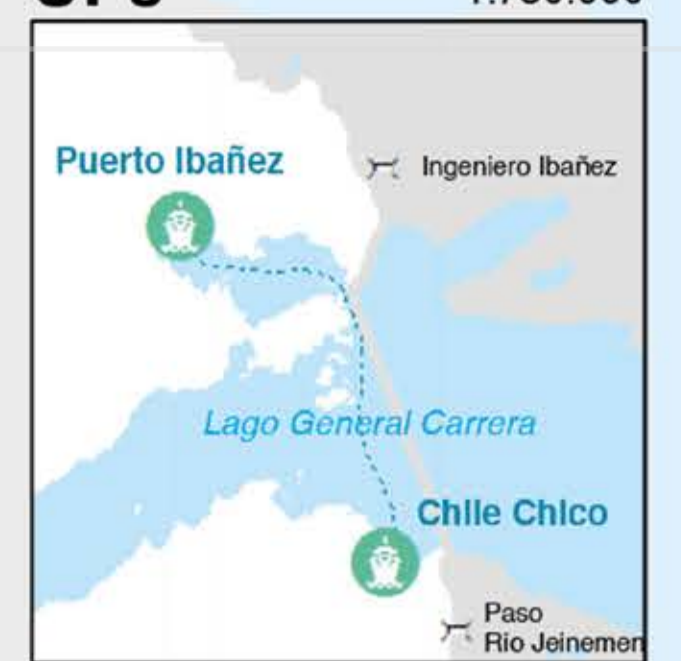 Puerto Ibañez
Ingeniero Ibañez
Lago General Carrera
Chile Chico
Paso
Rio Jeinemen